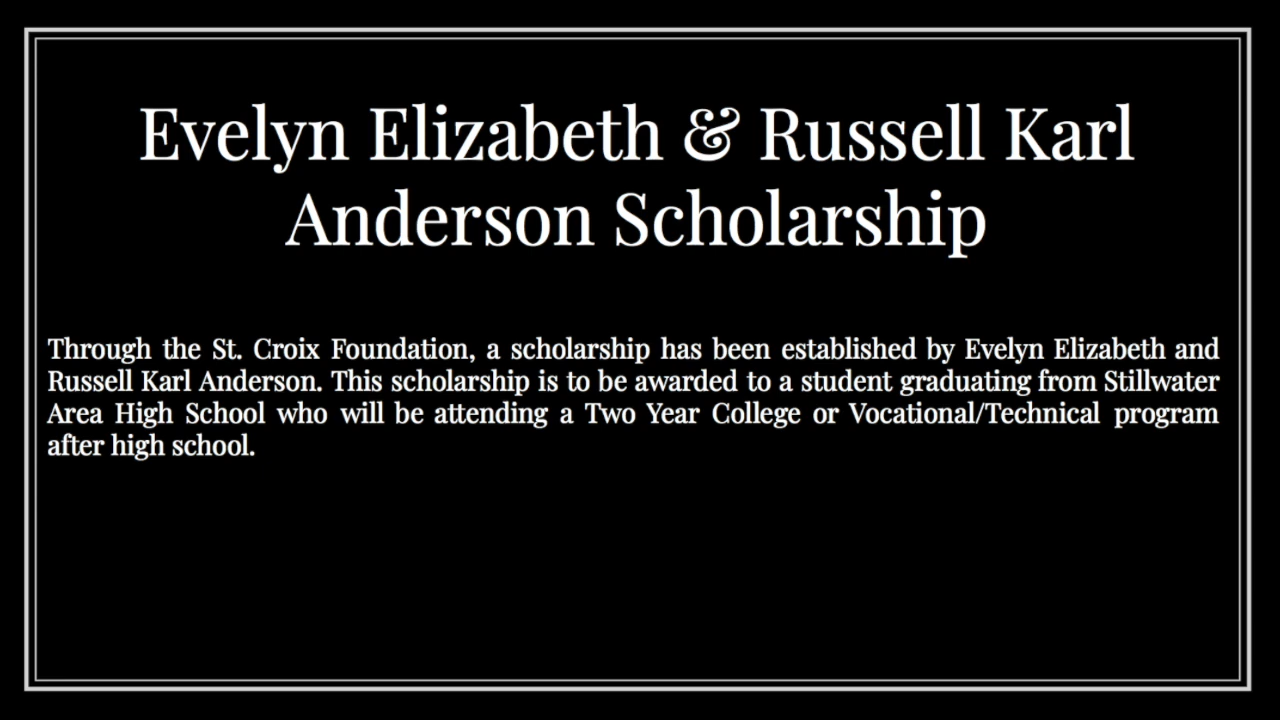 Evelyn Elizabeth & Russell Karl
Anderson Scholarship
Through the St. Croix Foundation, a scholarship has been established by Evelyn Elizabeth and
Russell Karl Anderson. This scholarship is to be awarded to a student graduating from Stillwater
Area High School who will be attending a Two Year College or Vocational/Technical program
after high school.